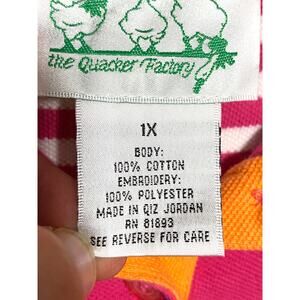 the Quacker Factory
1X
BODY:
100% COTTON
EMBROIDERY:
100% POLYESTER
MADE IN QIZ JORDAN
RN 81893
SEE REVERSE FOR CARE